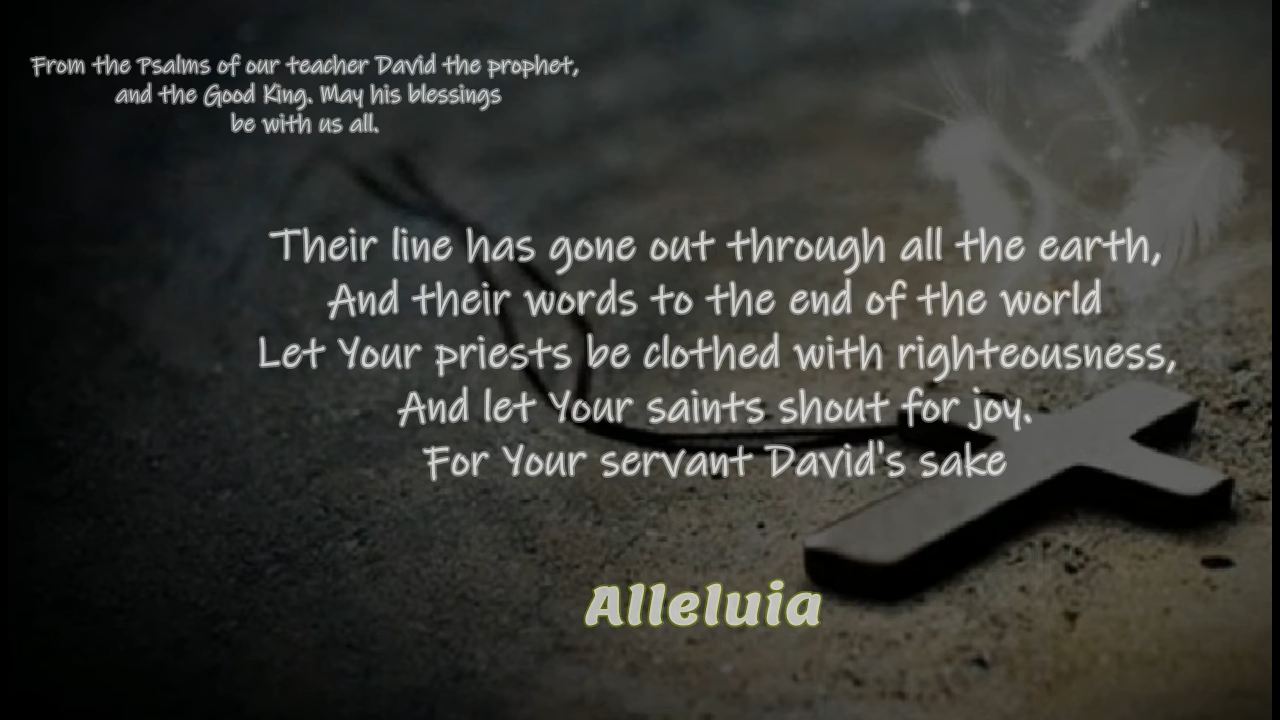 From the Psalms of our teacher David the prophet,
and the Good King. May his blessings
be with us all.
Their line has gone out through all the earth,
And their words to the end of the world
Let Your priests be clothed with righteousness,
And let Your saints shout for joy.
For Your servant David's sake
Alleluia